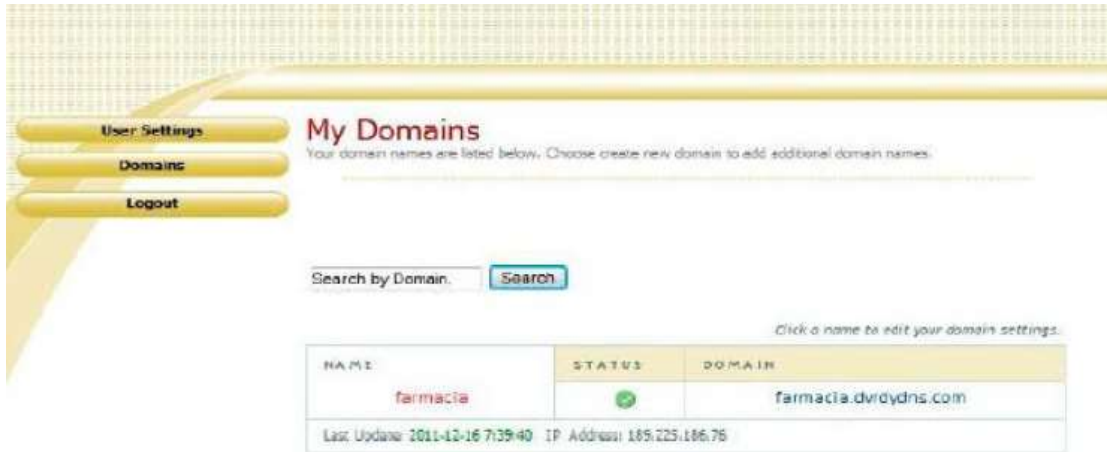 User Settings
Domains
Logout
My Domains
Your domain names are listed below. Choose create new domain to add additional domain names.
Search by Domain.
Search
Click a name to edit your domain settings.
NAME STATUS DOMAIN
farmacia farmacia.dvrdydns.com
Last Update: 2011-12-16 7:39:40 IP Address: 189.225.186.76